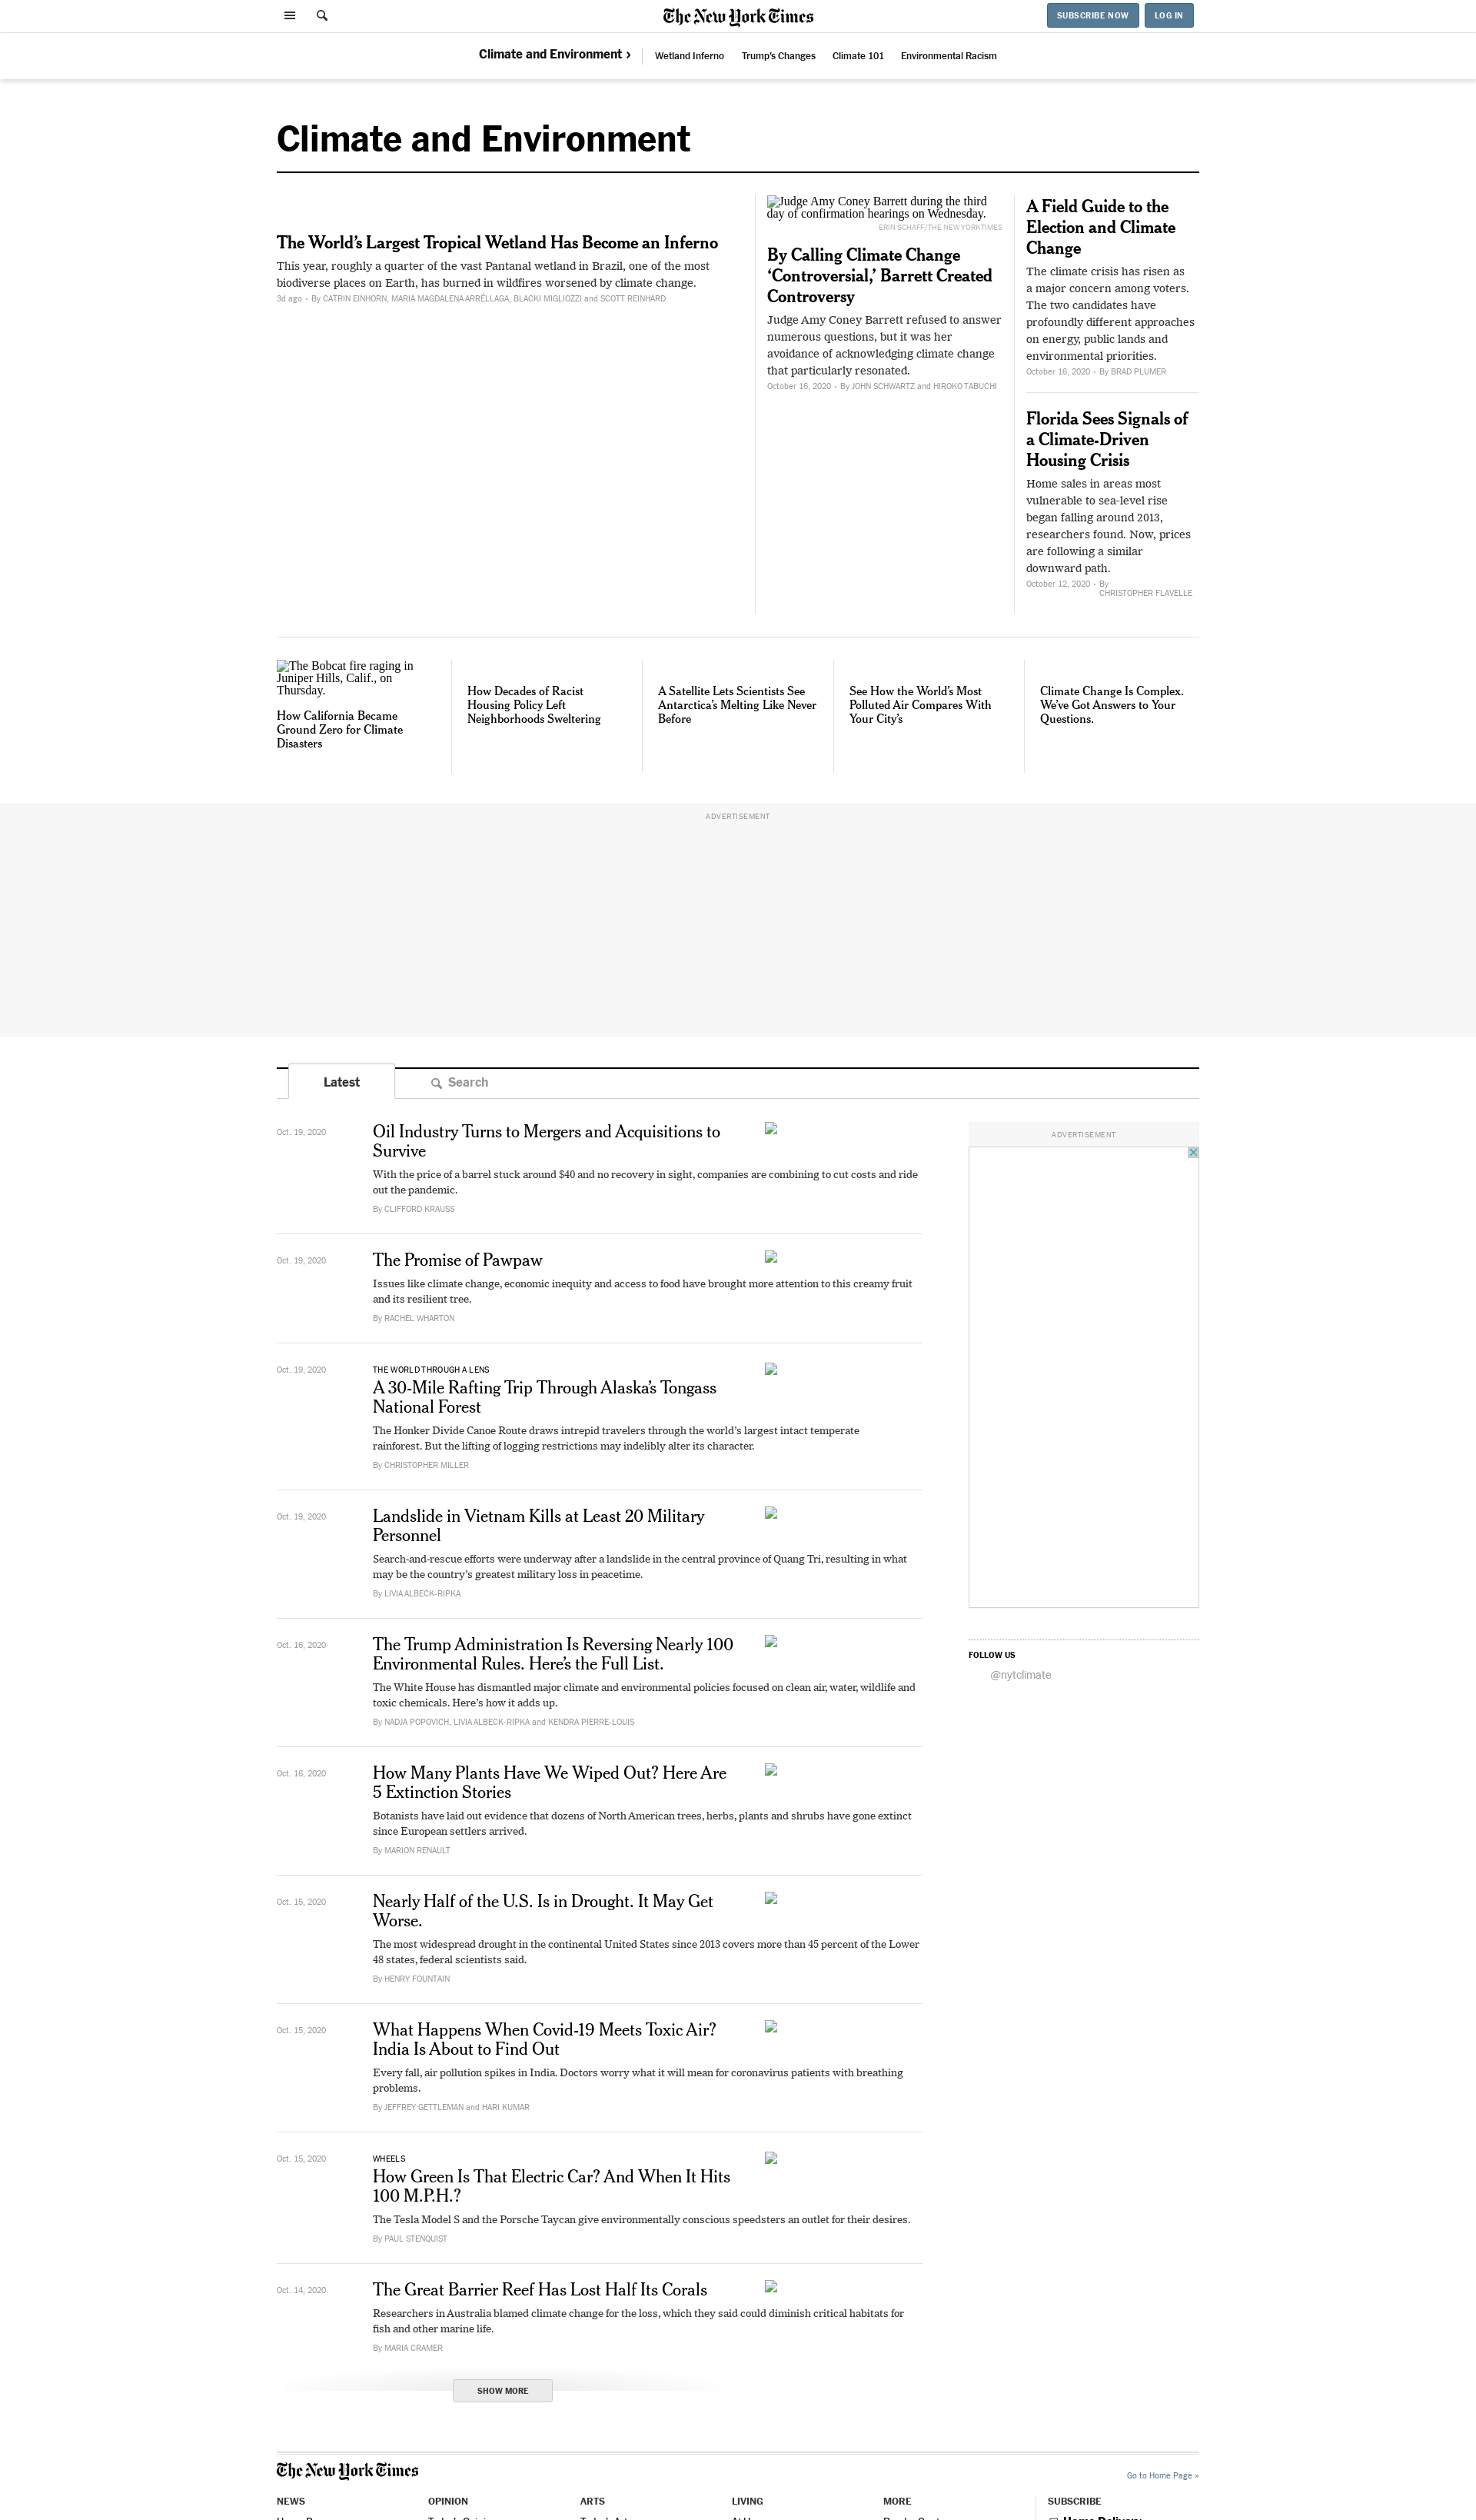 The New York Times
SUBSCRIBE NOW
LOG IN
Climate and Environment ›
Wetland Inferno
Trump's Changes
Climate 101
Environmental Racism
Climate and Environment
The World's Largest Tropical Wetland Has Become an Inferno
This year, roughly a quarter of the vast Pantanal wetland in Brazil, one of the most
biodiverse places on Earth, has burned in wildfires worsened by climate change.
3d ago · By CATRIN EINHORN, MARIA MAGDALENA ARRÉLLAGA, BLACKI MIGLIOZZI and SCOTT REINHARD
Judge Amy Coney Barrett during the third
day of confirmation hearings on Wednesday.
ERIN SCHAFF/THE NEW YORK TIMES
By Calling Climate Change
‘Controversial,’ Barrett Created
Controversy
Judge Amy Coney Barrett refused to answer
numerous questions, but it was her
avoidance of acknowledging climate change
that particularly resonated.
October 16, 2020 · By JOHN SCHWARTZ and HIROKO TABUCHI
A Field Guide to the
Election and Climate
Change
The climate crisis has risen as
a major concern among voters.
The two candidates have
profoundly different approaches
on energy, public lands and
environmental priorities.
October 16, 2020 · By BRAD PLUMER
Florida Sees Signals of
a Climate-Driven
Housing Crisis
Home sales in areas most
vulnerable to sea-level rise
began falling around 2013,
researchers found. Now, prices
are following a similar
downward path.
October 12, 2020 · By
CHRISTOPHER FLAVELLE
The Bobcat fire raging in
Juniper Hills, Calif., on
Thursday.
How California Became
Ground Zero for Climate
Disasters
How Decades of Racist
Housing Policy Left
Neighborhoods Sweltering
A Satellite Lets Scientists See
Antarctica's Melting Like Never
Before
See How the World's Most
Polluted Air Compares With
Your City's
Climate Change Is Complex.
We've Got Answers to Your
Questions.
ADVERTISEMENT
Latest
Search
Oct. 19, 2020
Oil Industry Turns to Mergers and Acquisitions to
Survive
With the price of a barrel stuck around $40 and no recovery in sight, companies are combining to cut costs and ride
out the pandemic.
By CLIFFORD KRAUSS
Oct. 19, 2020
The Promise of Pawpaw
Issues like climate change, economic inequity and access to food have brought more attention to this creamy fruit
and its resilient tree.
By RACHEL WHARTON
Oct. 19, 2020
THE WORLD THROUGH A LENS
A 30-Mile Rafting Trip Through Alaska's Tongass
National Forest
The Honker Divide Canoe Route draws intrepid travelers through the world's largest intact temperate
rainforest. But the lifting of logging restrictions may indelibly alter its character.
By CHRISTOPHER MILLER
Oct. 19, 2020
Landslide in Vietnam Kills at Least 20 Military
Personnel
Search-and-rescue efforts were underway after a landslide in the central province of Quang Tri, resulting in what
may be the country's greatest military loss in peacetime.
By LIVIA ALBECK-RIPKA
Oct. 16, 2020
The Trump Administration Is Reversing Nearly 100
Environmental Rules. Here's the Full List.
The White House has dismantled major climate and environmental policies focused on clean air, water, wildlife and
toxic chemicals. Here's how it adds up.
By NADJA POPOVICH, LIVIA ALBECK-RIPKA and KENDRA PIERRE-LOUIS
Oct. 16, 2020
How Many Plants Have We Wiped Out? Here Are
5 Extinction Stories
Botanists have laid out evidence that dozens of North American trees, herbs, plants and shrubs have gone extinct
since European settlers arrived.
By MARION RENAULT
Oct. 15, 2020
Nearly Half of the U.S. Is in Drought. It May Get
Worse.
The most widespread drought in the continental United States since 2013 covers more than 45 percent of the Lower
48 states, federal scientists said.
By HENRY FOUNTAIN
Oct. 15, 2020
What Happens When Covid-19 Meets Toxic Air?
India Is About to Find Out
Every fall, air pollution spikes in India. Doctors worry what it will mean for coronavirus patients with breathing
problems.
By JEFFREY GETTLEMAN and HARI KUMAR
Oct. 15, 2020
WHEELS
How Green Is That Electric Car? And When It Hits
100 M.P.H.?
The Tesla Model S and the Porsche Taycan give environmentally conscious speedsters an outlet for their desires.
By PAUL STENQUIST
Oct. 14, 2020
The Great Barrier Reef Has Lost Half Its Corals
Researchers in Australia blamed climate change for the loss, which they said could diminish critical habitats for
fish and other marine life.
By MARIA CRAMER
SHOW MORE
ADVERTISEMENT
FOLLOW US
@nytclimate
The New York Times
Go to Home Page »
NEWS
OPINION
ARTS
LIVING
MORE
SUBSCRIBE